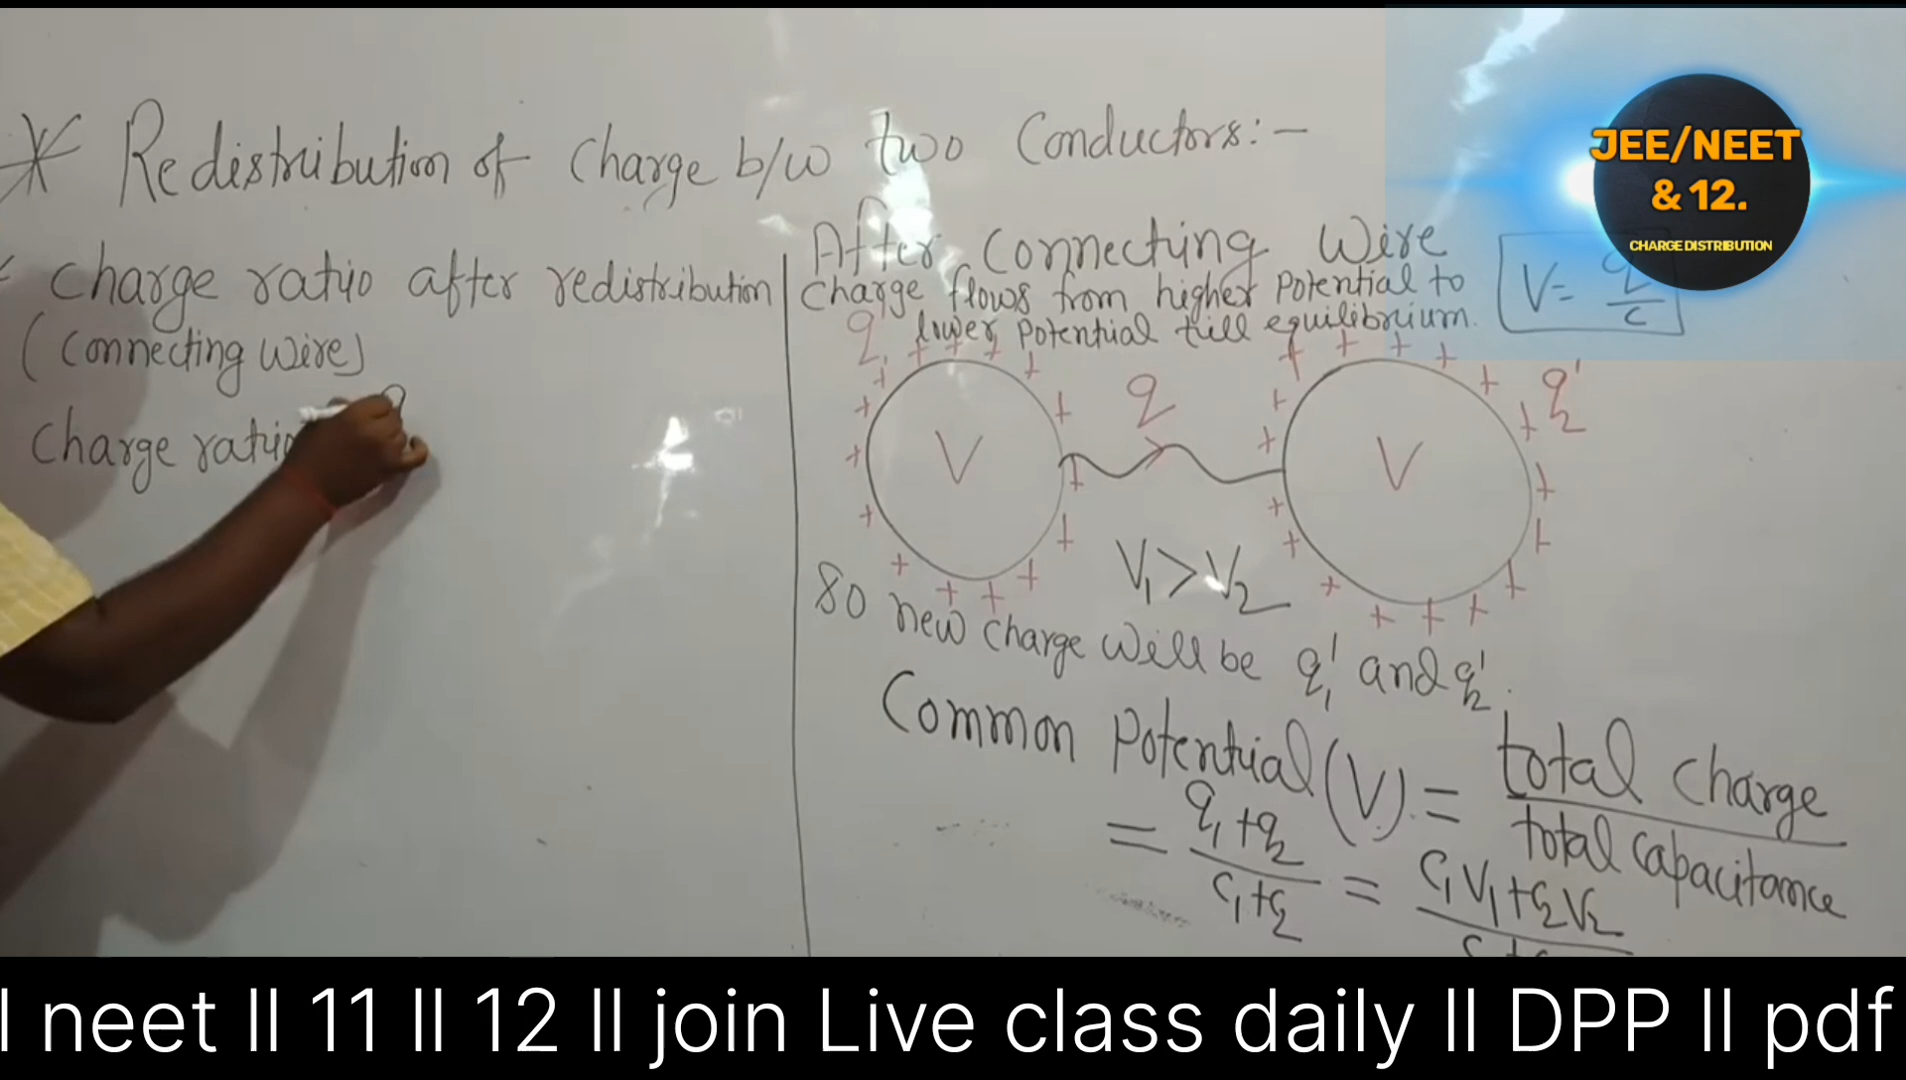 * Redistribution of charge b/w two Conductors:-
charge ratio after redistribution
(connecting wire)
charge ratio
After connecting wire
charge flows from higher potential to
lower potential till equilibrium.
V = q/c
q₁'
q
q₂'
V
V
V₁ > V₂
so new charge will be q₁' and q₂'.
Common potential (V) = total charge / total capacitance
= q₁+q₂ / c₁+c₂ = c₁V₁+c₂V₂
JEE/NEET
& 12.
CHARGE DISTRIBUTION
neet ll 11 ll 12 ll join Live class daily ll DPP ll pdf